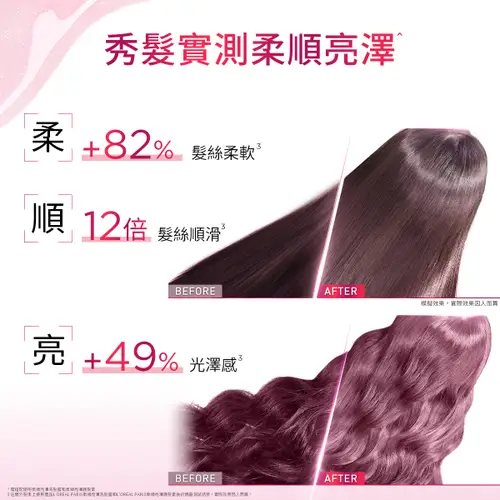 秀髮實測柔順亮澤^
柔
+82% 髮絲柔軟3
順
12倍 髮絲順滑3
BEFORE
AFTER
模擬效果，實際效果因人而異
亮
+49% 光澤感3
BEFORE
AFTER